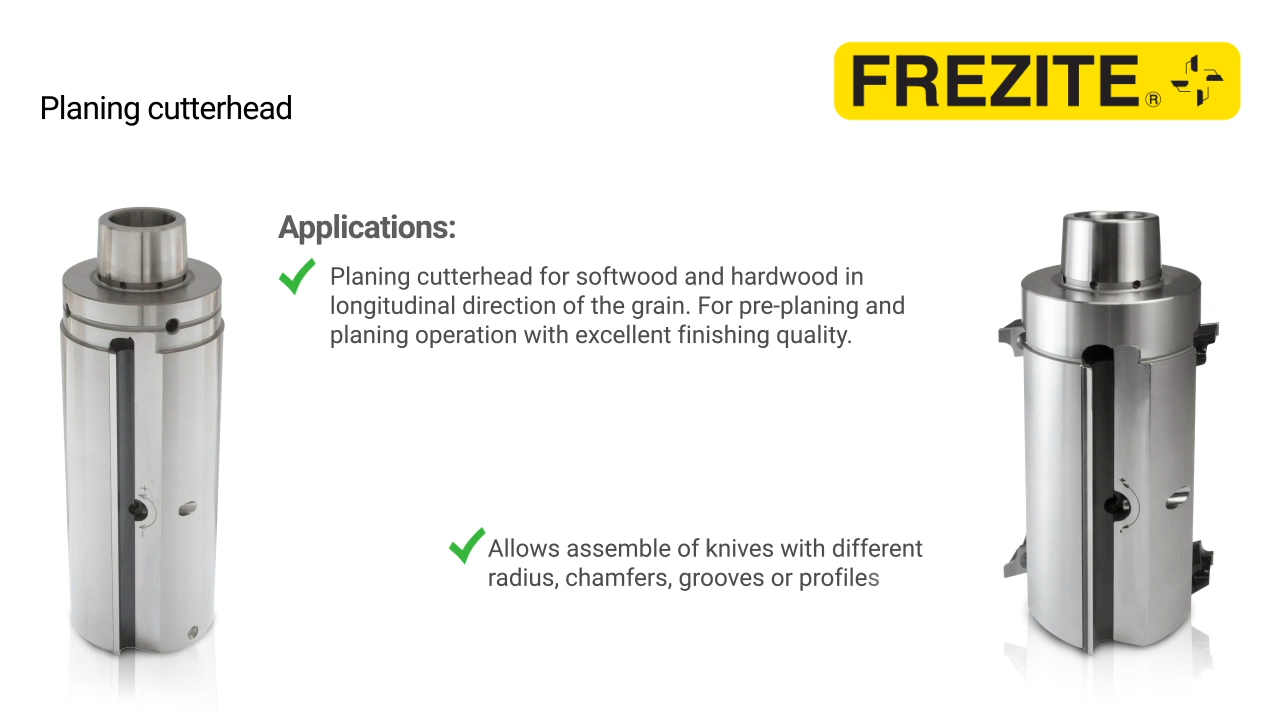 Planing cutterhead
FREZITE®
Applications:
Planing cutterhead for softwood and hardwood in
longitudinal direction of the grain. For pre-planing and
planing operation with excellent finishing quality.
Allows assemble of knives with different
radius, chamfers, grooves or profiles